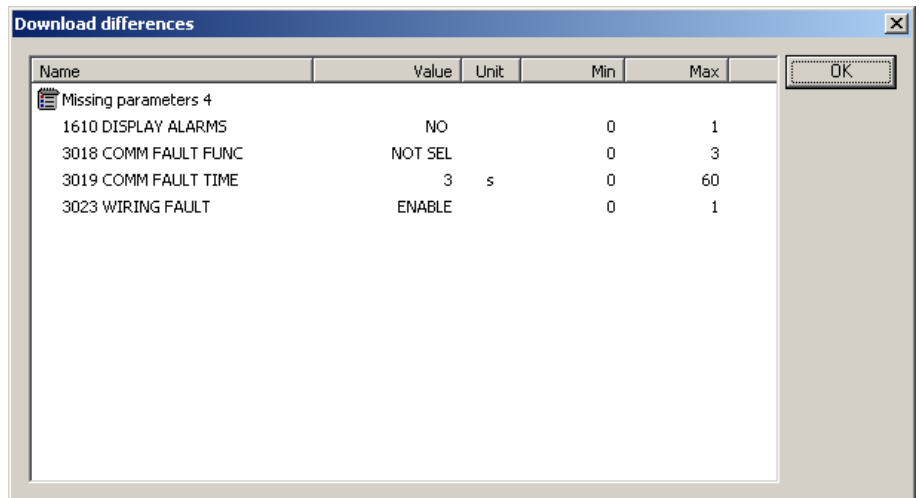 Download differences
Name Value Unit Min Max
OK
Missing parameters 4
1610 DISPLAY ALARMS NO 0 1
3018 COMM FAULT FUNC NOT SEL 0 3
3019 COMM FAULT TIME 3 s 0 60
3023 WIRING FAULT ENABLE 0 1